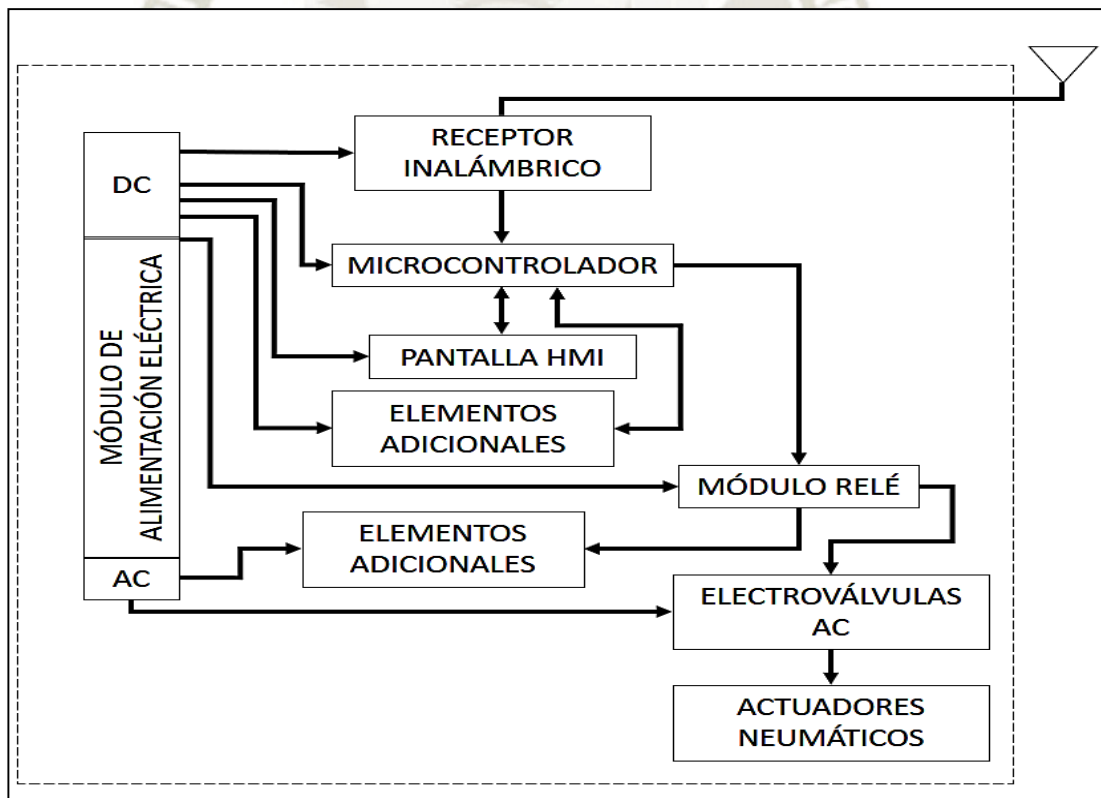 RECEPTOR
INALÁMBRICO
DC
MICROCONTROLADOR
MÓDULO DE
ALIMENTACIÓN ELÉCTRICA
PANTALLA HMI
ELEMENTOS
ADICIONALES
MÓDULO RELÉ
ELEMENTOS
ADICIONALES
AC
ELECTROVÁLVULAS
AC
ACTUADORES
NEUMÁTICOS